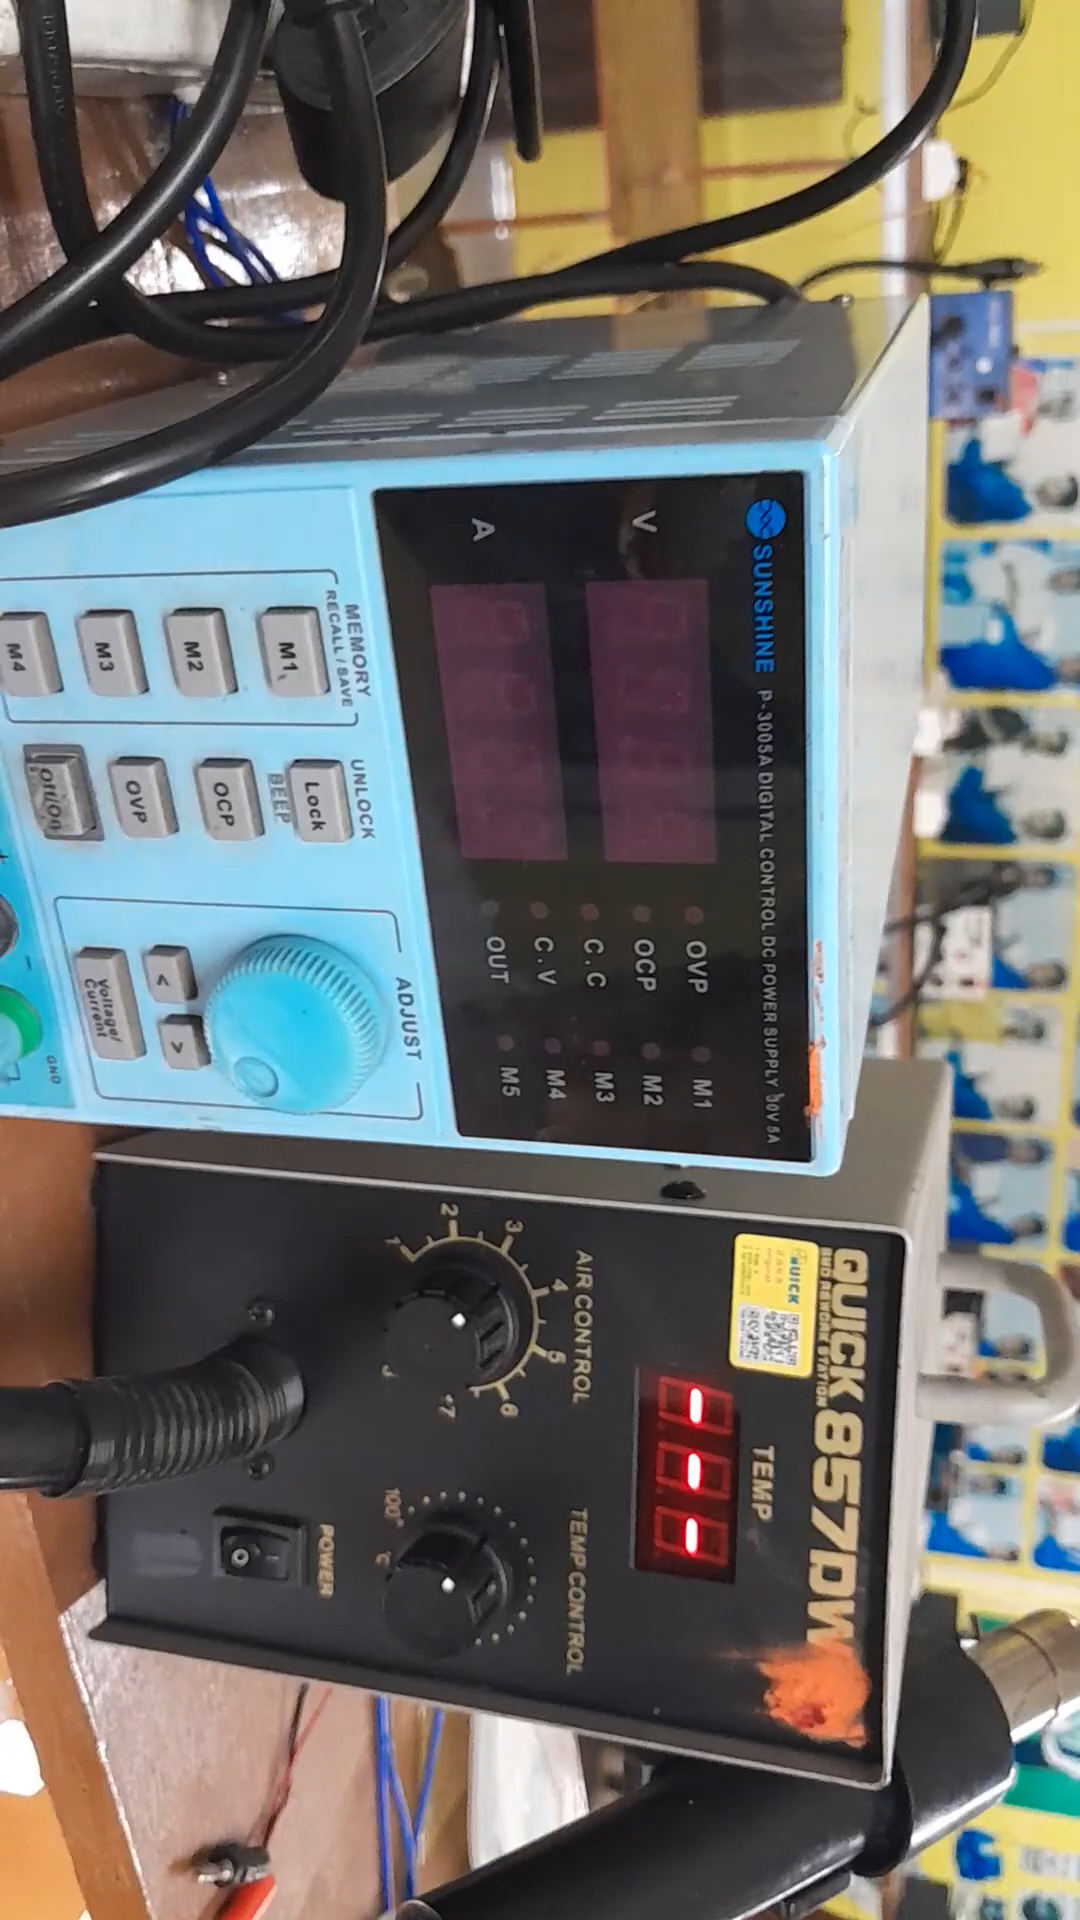 SUNSHINE P-3005A DIGITAL CONTROL DC POWER SUPPLY 30V 5A
V
A
OVP M1
OCP M2
C.C M3
C.V M4
OUT M5
MEMORY
RECALL/SAVE
M1
M2
M3
M4
UNLOCK
Lock
BEEP
OCP
OVP
Off/On
ADJUST
<
>
Voltage/
Current
+
-
GND
QUICK 857DW
SMD REWORK STATION
QUICK
TEMP
---
AIR CONTROL
1 2 3 4 5 6 7
TEMP.CONTROL
100
°C
POWER